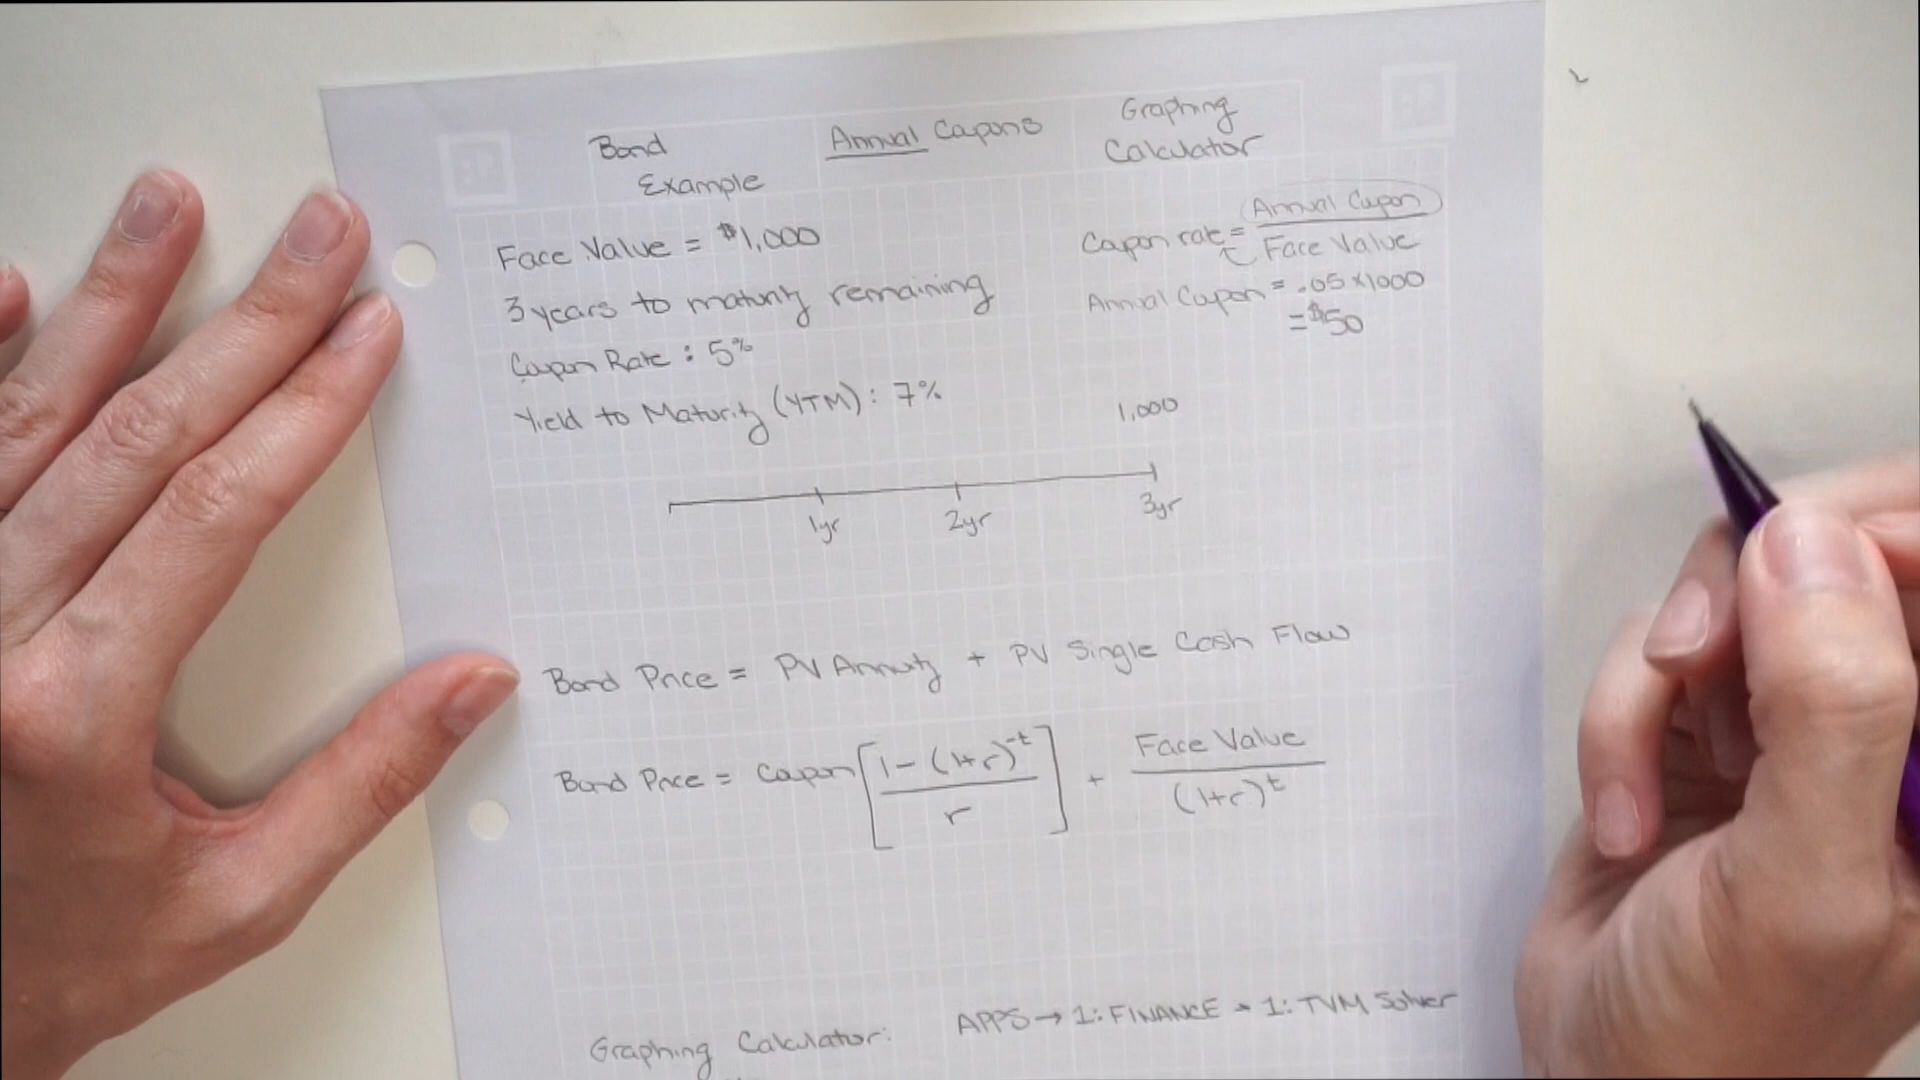 Bond Example
Annual Coupons
Graphing Calculator
Face Value = $1,000
3 years to maturity remaining
Coupon Rate : 5%
Yield to Maturity (YTM) : 7%
Coupon rate = Annual Coupon / Face Value
Annual Coupon = .05 x 1000
= $50
1,000
1yr 2yr 3yr
Bond Price = PV Annuity + PV Single Cash Flow
Bond Price = Coupon [ 1 - (1+r)^-t / r ] + Face Value / (1+r)^t
Graphing Calculator: APPS → 1: FINANCE → 1: TVM Solver